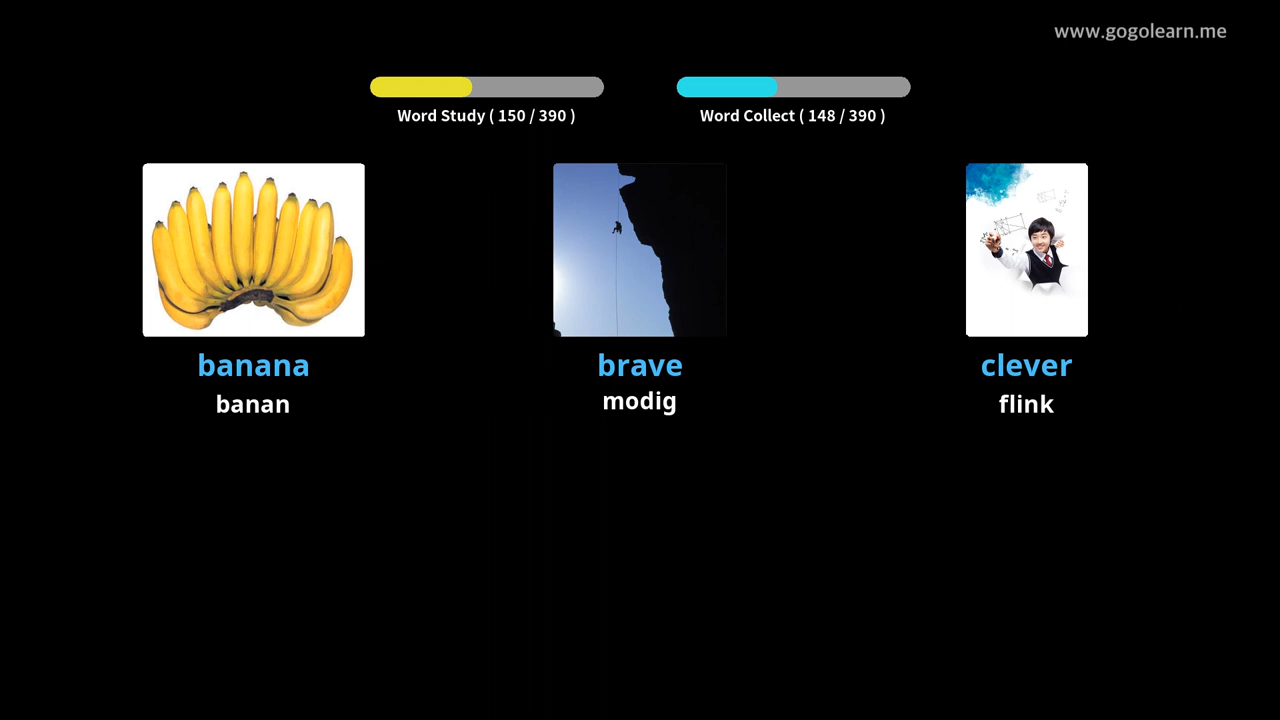 www.gogolearn.me
Word Study ( 150 / 390 )
Word Collect ( 148 / 390 )
banana
banan
brave
modig
clever
flink